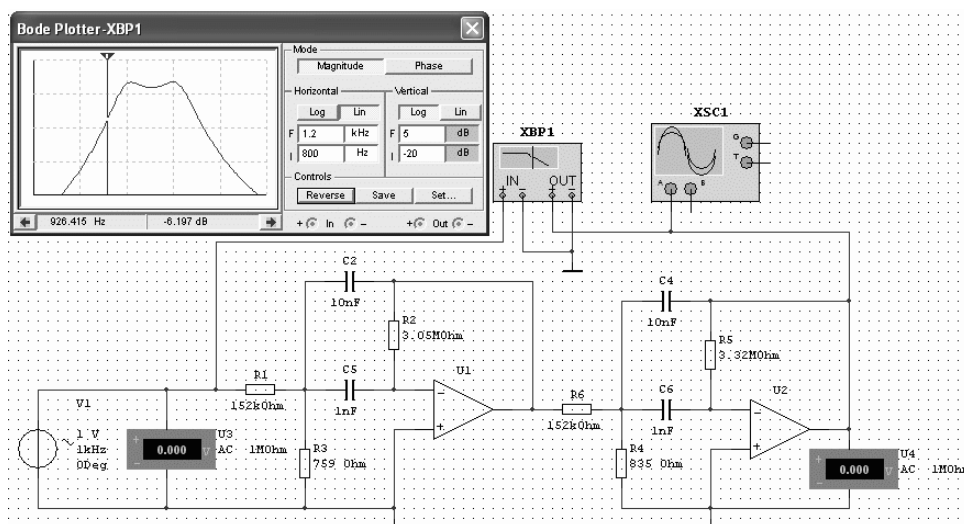 Bode Plotter-XBP1
Mode
Magnitude Phase
Horizontal Vertical
Log Lin Log Lin
F 1.2 kHz F 5 dB
I 800 Hz I -20 dB
Controls
Reverse Save Set...
926.415 Hz -6.197 dB
+ In - + Out -
XBP1
IN OUT
+ - + -
XSC1
G
T
A B
C2
10nF
R2
3.05MOhm
C5
1nF
R1
152kOhm
U1
R3
759 Ohm
V1
1 V
1kHz
0Deg
+ 0.000 V -
U3
AC 1MOhm
C4
10nF
R5
3.32MOhm
R6
152kOhm
C6
1nF
U2
R4
835 Ohm
+ 0.000 V -
U4
AC 1MOhm